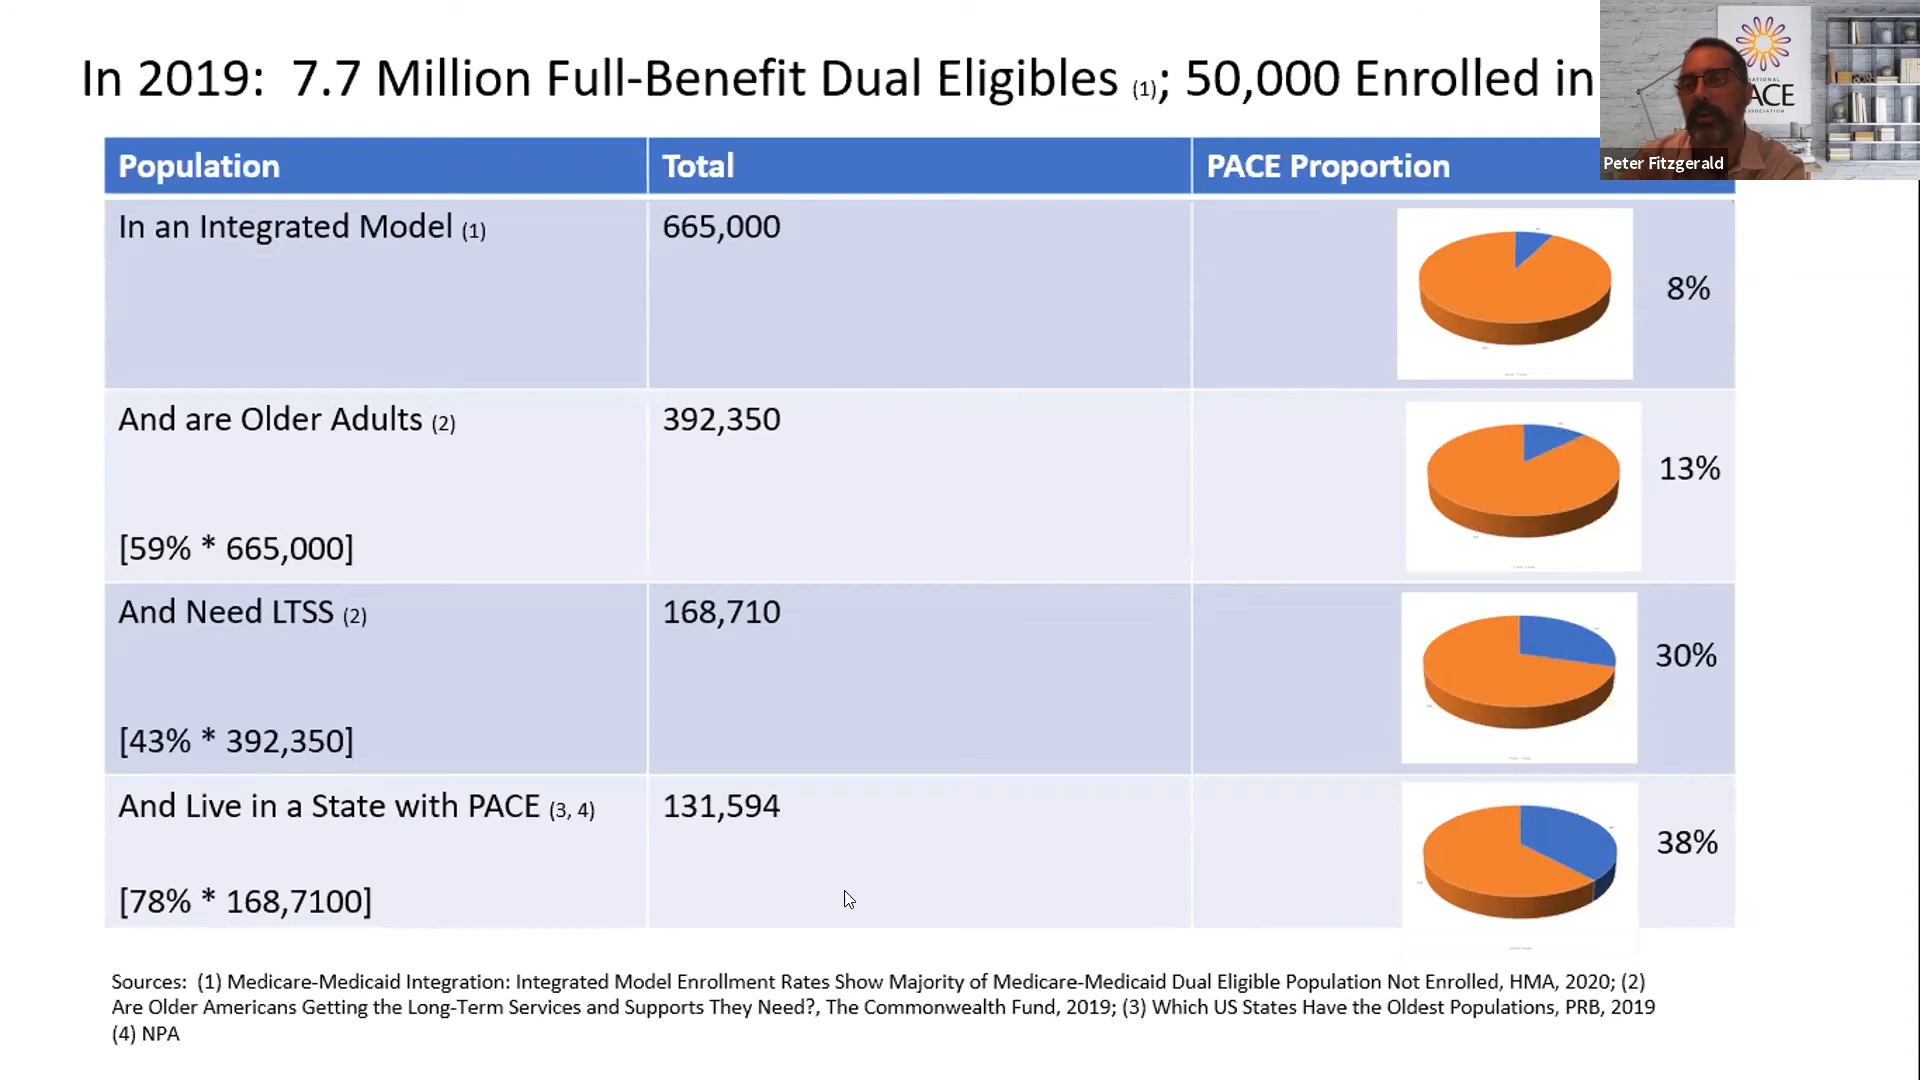 In 2019:  7.7 Million Full-Benefit Dual Eligibles (1); 50,000 Enrolled in
NATIONAL
ACE
ASSOCIATION
Peter Fitzgerald
Population Total PACE Proportion
In an Integrated Model (1) 665,000
8%
And are Older Adults (2) 392,350
13%
[59% * 665,000]
And Need LTSS (2) 168,710
30%
[43% * 392,350]
And Live in a State with PACE (3, 4) 131,594
38%
[78% * 168,7100]
Sources:  (1) Medicare-Medicaid Integration: Integrated Model Enrollment Rates Show Majority of Medicare-Medicaid Dual Eligible Population Not Enrolled, HMA, 2020; (2)
Are Older Americans Getting the Long-Term Services and Supports They Need?, The Commonwealth Fund, 2019; (3) Which US States Have the Oldest Populations, PRB, 2019
(4) NPA